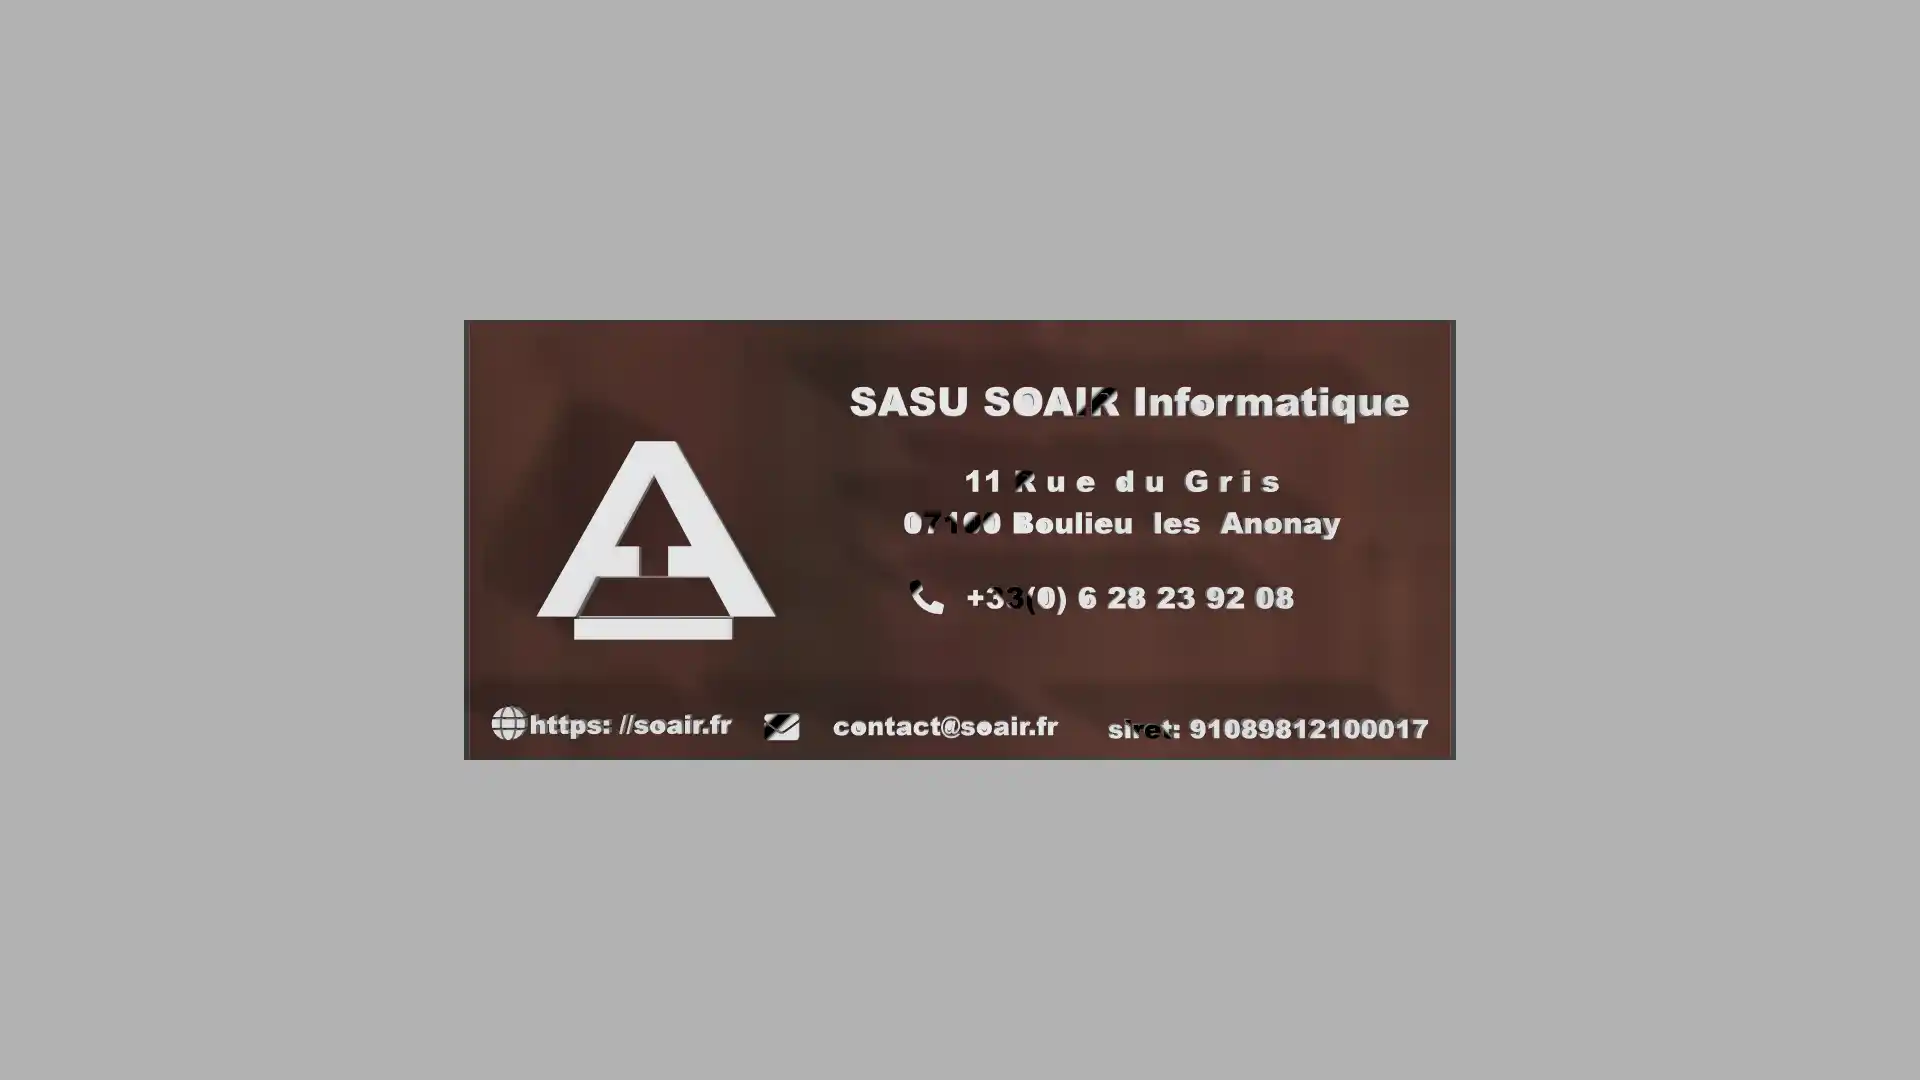 SASU SOAIR Informatique
11 Rue du Gris
07100 Boulieu les Anonay
+33(0) 6 28 23 92 08
https: //soair.fr
contact@soair.fr
siret: 91089812100017